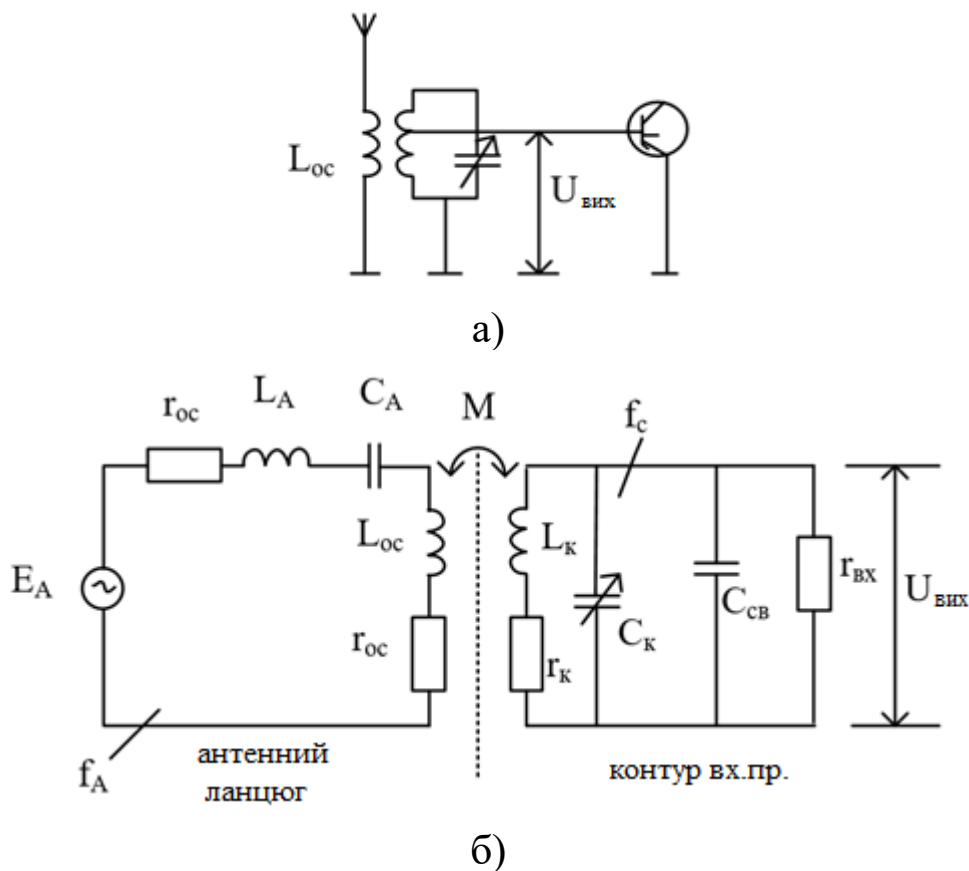 Lос
Uвих
а)
rос
LА
CА
M
fс
EА
Lос
rос
Lк
rк
Cк
Cсв
rвх
Uвих
fА
антенний
ланцюг
контур вх.пр.
б)